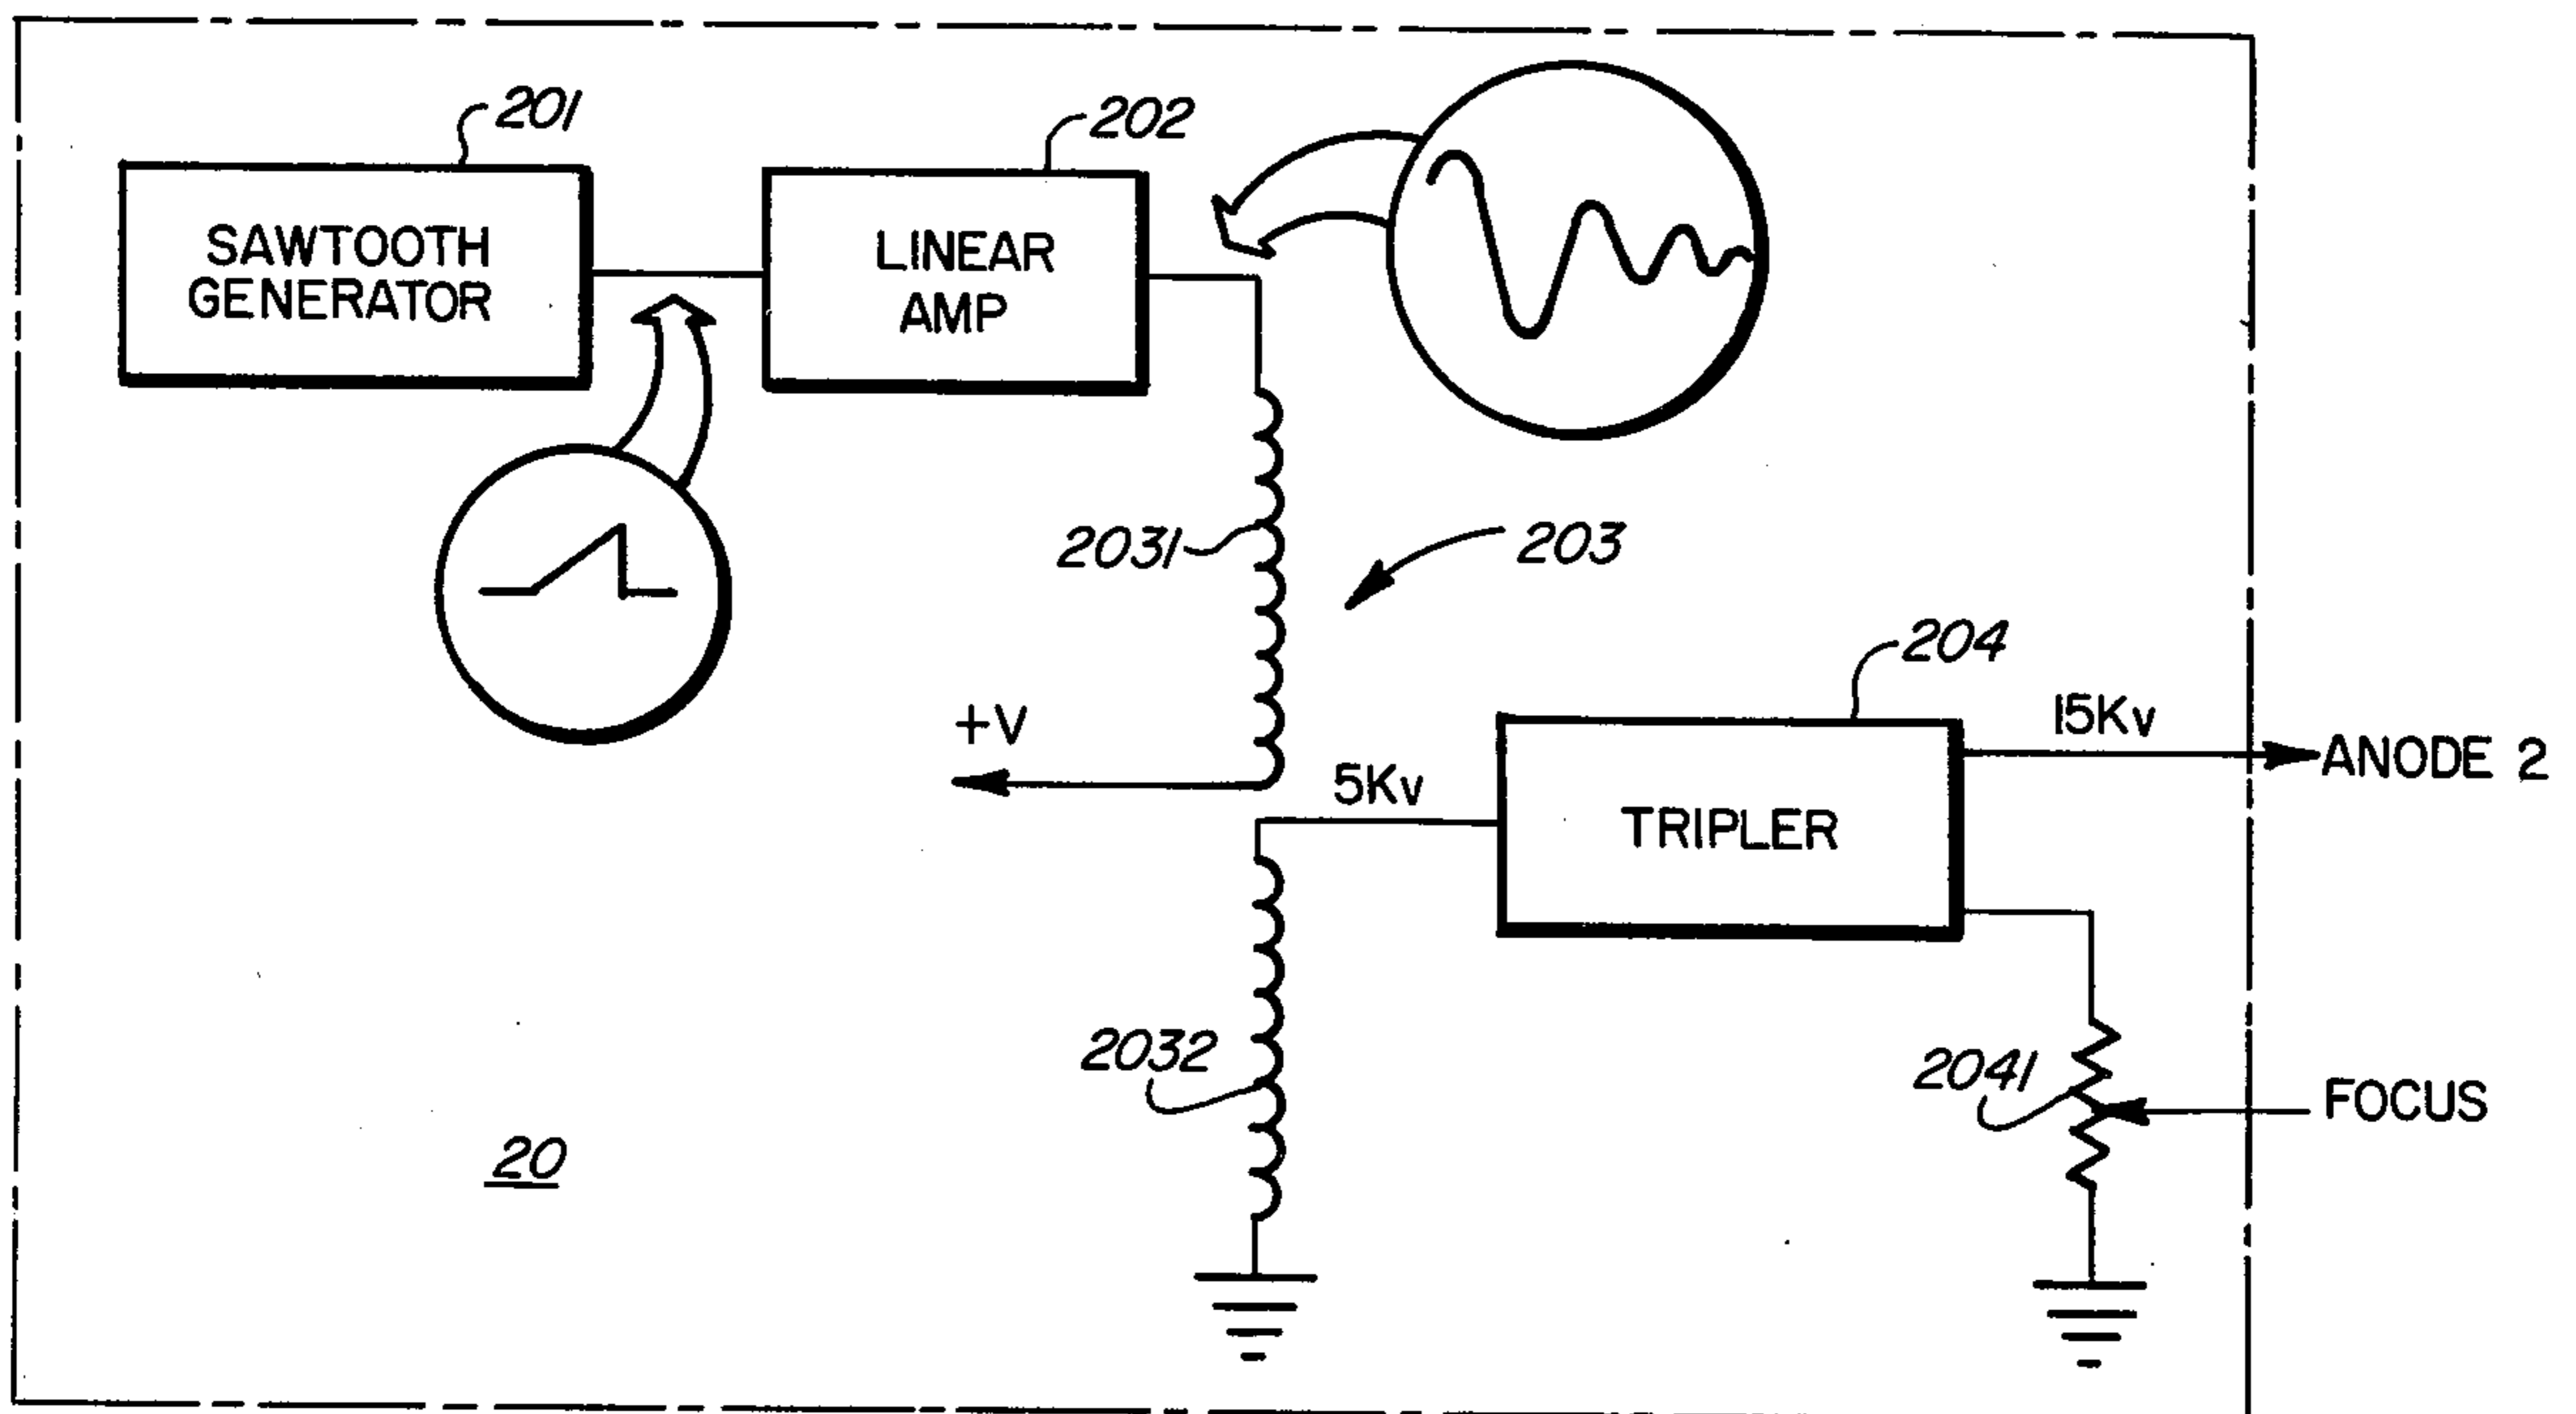 201
202
SAWTOOTH
GENERATOR
LINEAR
AMP
2031
203
204
+V
5Kv
15Kv
ANODE 2
TRIPLER
2032
2041
FOCUS
20